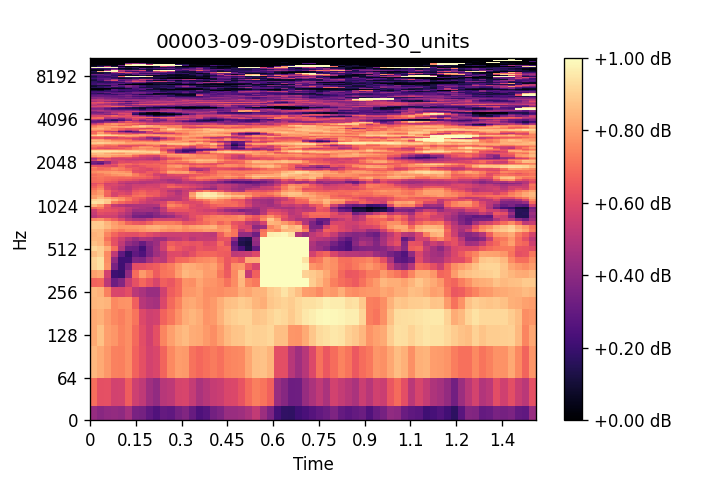 00003-09-09Distorted-30_units
Hz
8192
4096
2048
1024
512
256
128
64
0
0 0.15 0.3 0.45 0.6 0.75 0.9 1.1 1.2 1.4
Time
+1.00 dB
+0.80 dB
+0.60 dB
+0.40 dB
+0.20 dB
+0.00 dB